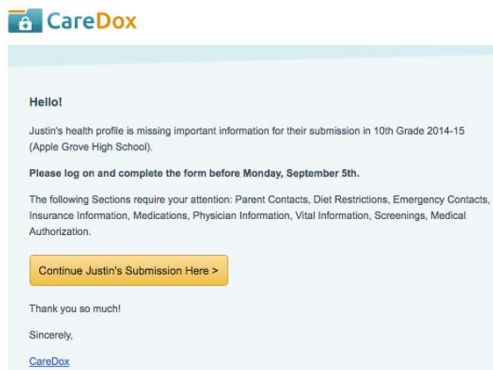 CareDox
Hello!
Justin's health profile is missing important information for their submission in 10th Grade 2014-15
(Apple Grove High School).
Please log on and complete the form before Monday, September 5th.
The following Sections require your attention: Parent Contacts, Diet Restrictions, Emergency Contacts,
Insurance Information, Medications, Physician Information, Vital Information, Screenings, Medical
Authorization.
Continue Justin's Submission Here >
Thank you so much!
Sincerely,
CareDox